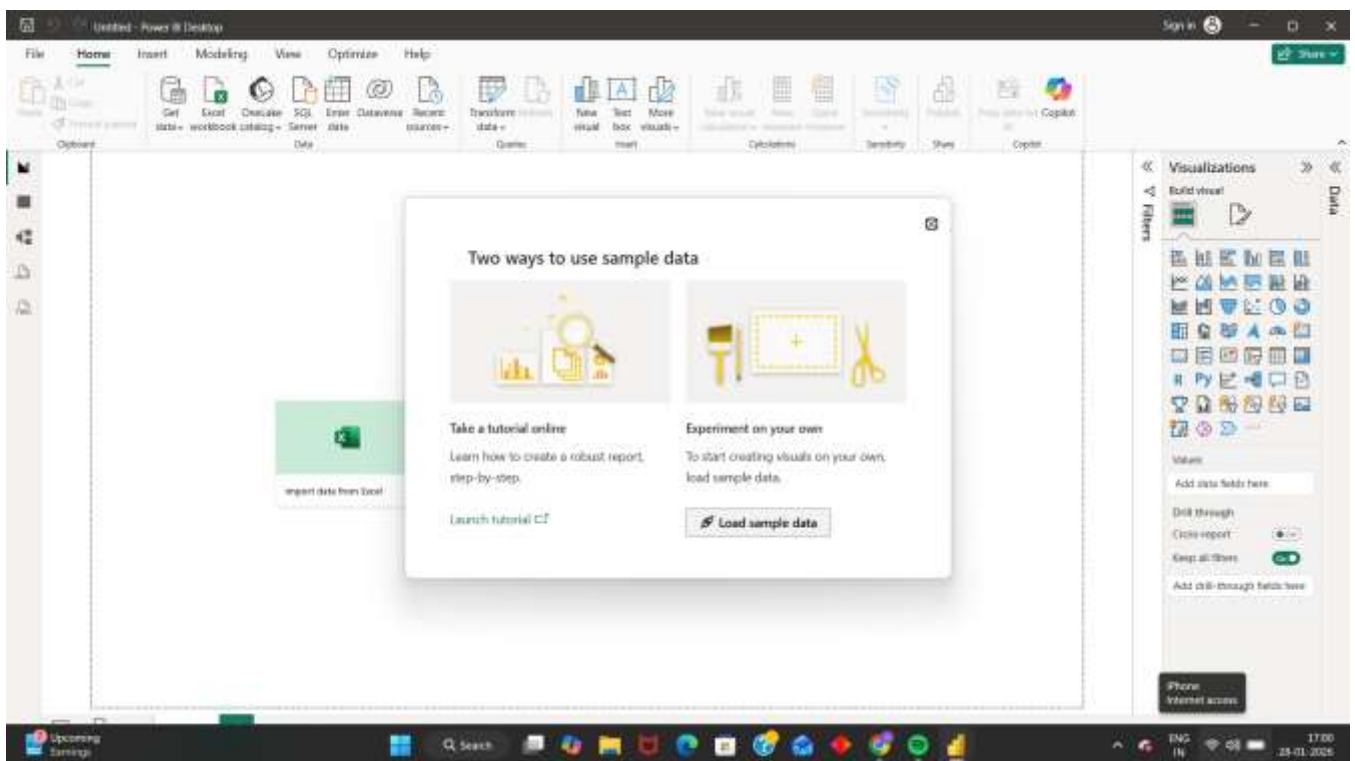 Untitled - Power BI Desktop
Sign in
File Home Insert Modeling View Optimize Help
Share
Cut
Get data
Excel workbook
OneLake catalog
SQL Server
Enter data
Dataverse
Recent sources
Transform data
New visual
Text box
More visuals
Copilot
Clipboard
Data
Queries
Insert
Calculations
Sensitivity
Share
Copilot
Filters
Visualizations
Build visual
Data
Two ways to use sample data
Take a tutorial online
Learn how to create a robust report,
step-by-step.
Launch tutorial
Experiment on your own
To start creating visuals on your own,
load sample data.
Load sample data
Import data from Excel
R Py
Values
Add data fields here
Drill through
Cross-report
Keep all filters
On
Add drill-through fields here
iPhone
Internet access
Upcoming
Earnings
Search
ENG
IN
17:00
28-01-2026